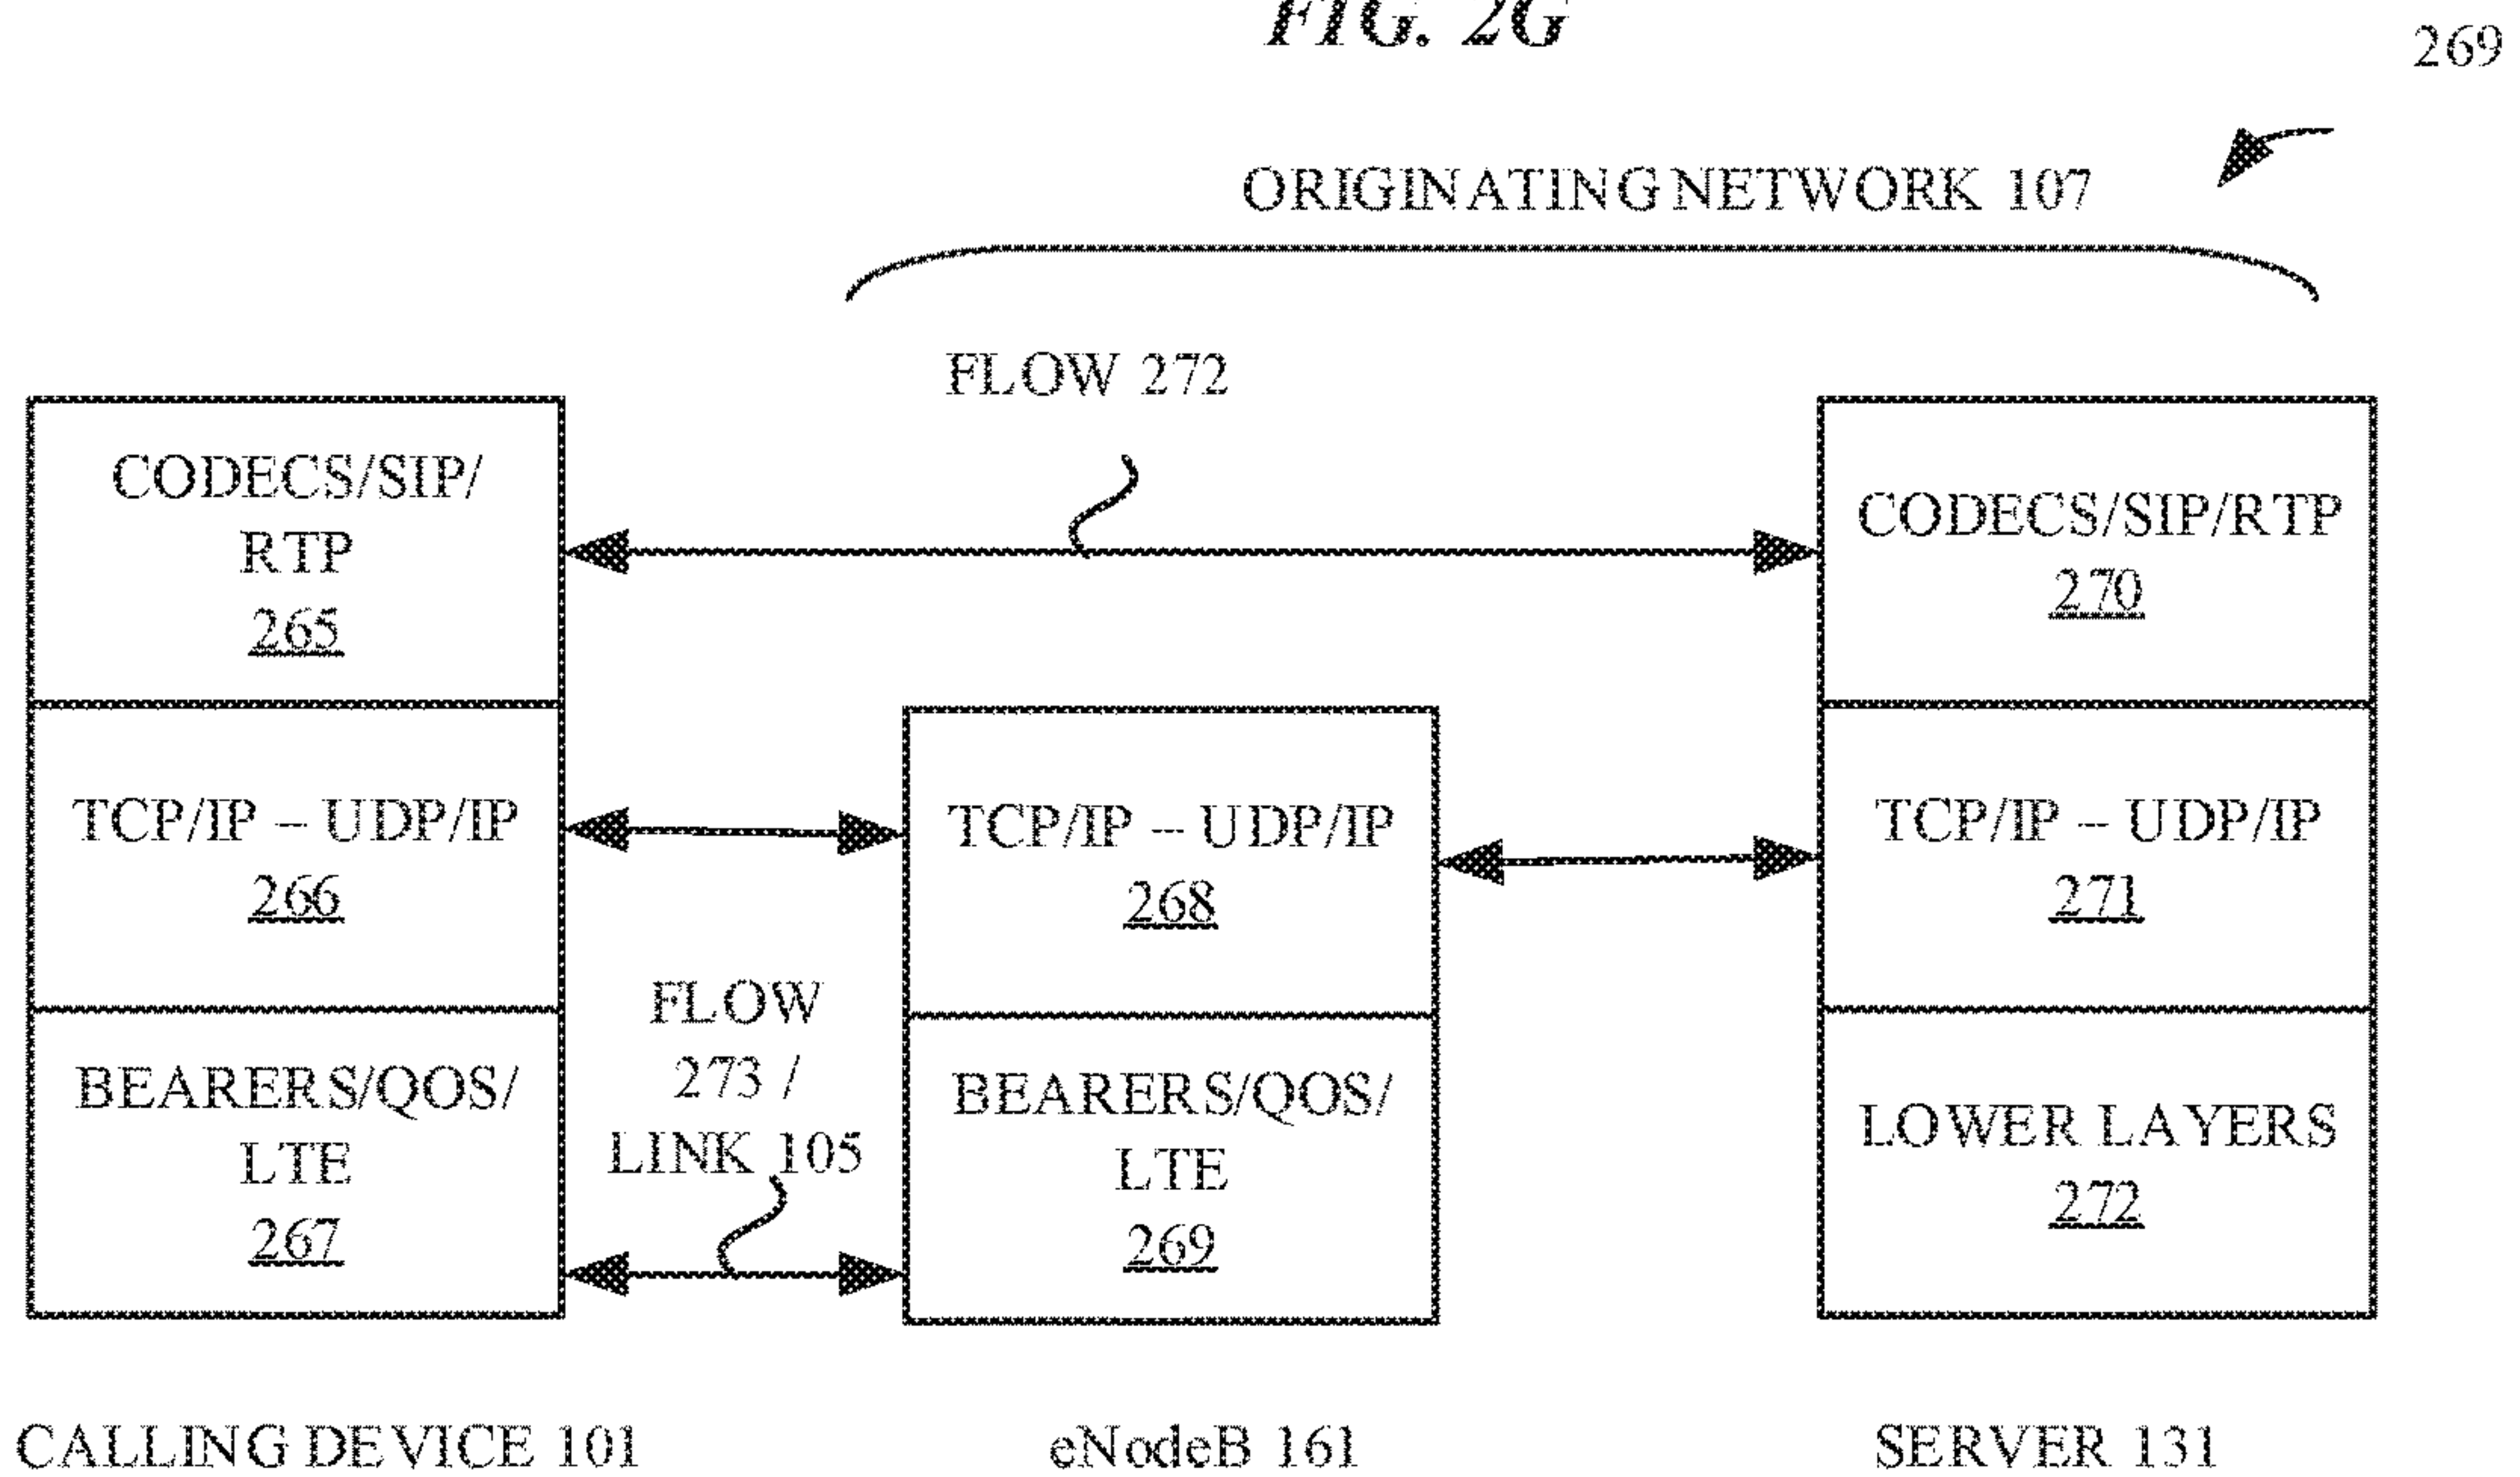 FIG. 2G
269
ORIGINATING NETWORK 107
FLOW 272
CODECS/SIP/
RTP
265
CODECS/SIP/RTP
270
TCP/IP – UDP/IP
266
TCP/IP – UDP/IP
268
TCP/IP – UDP/IP
271
FLOW
273 /
LINK 105
BEARERS/QOS/
LTE
267
BEARERS/QOS/
LTE
269
LOWER LAYERS
272
CALLING DEVICE 101
eNodeB 161
SERVER 131